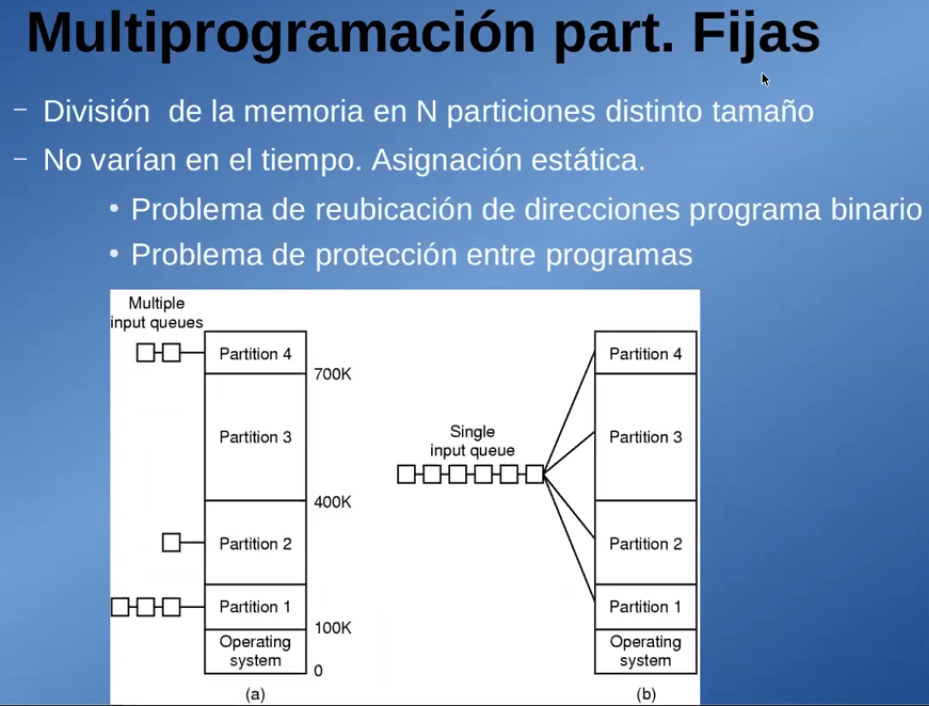 Multiprogramación part. Fijas
– División de la memoria en N particiones distinto tamaño
– No varían en el tiempo. Asignación estática.
• Problema de reubicación de direcciones programa binario
• Problema de protección entre programas
Multiple
input queues
Partition 4
700K
Partition 3
400K
Partition 2
Partition 1
100K
Operating
system
0
(a)
Single
input queue
Partition 4
Partition 3
Partition 2
Partition 1
Operating
system
(b)